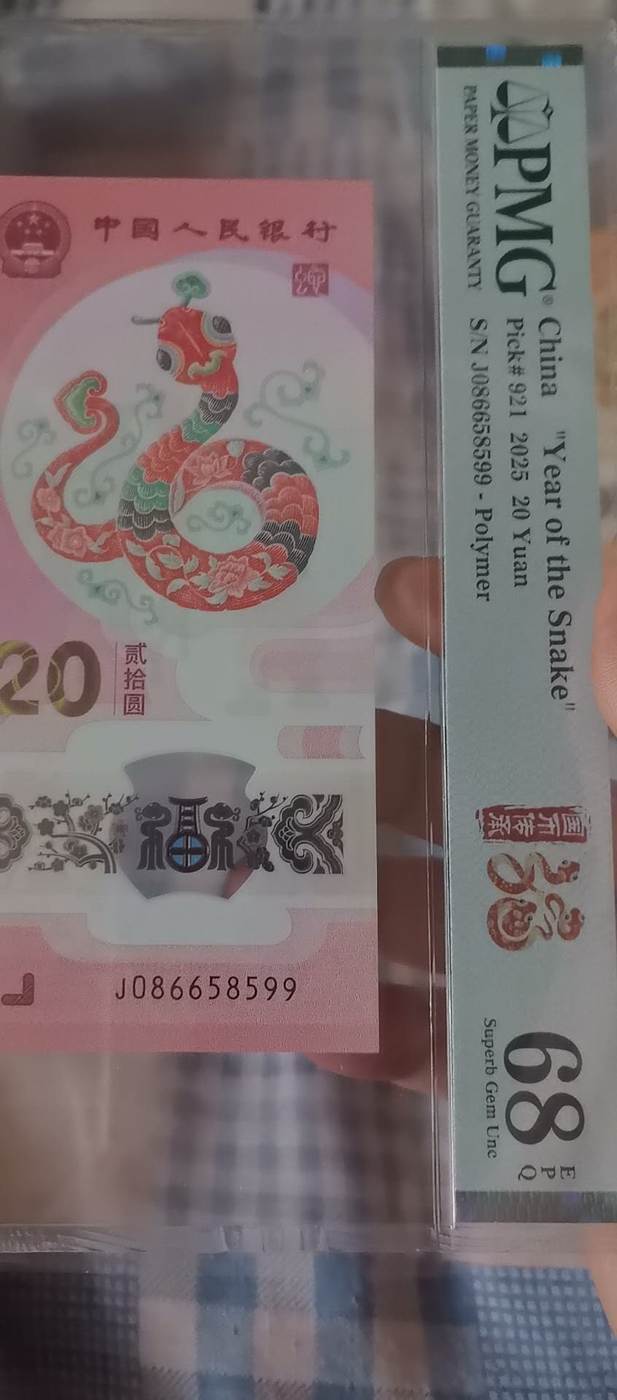 中国人民银行
20
贰拾圆
J086658599
PMG®
PAPER MONEY GUARANTY
China "Year of the Snake"
Pick# 921 2025 20 Yuan
S/N J086658599 - Polymer
68
EPQ
Superb Gem Unc